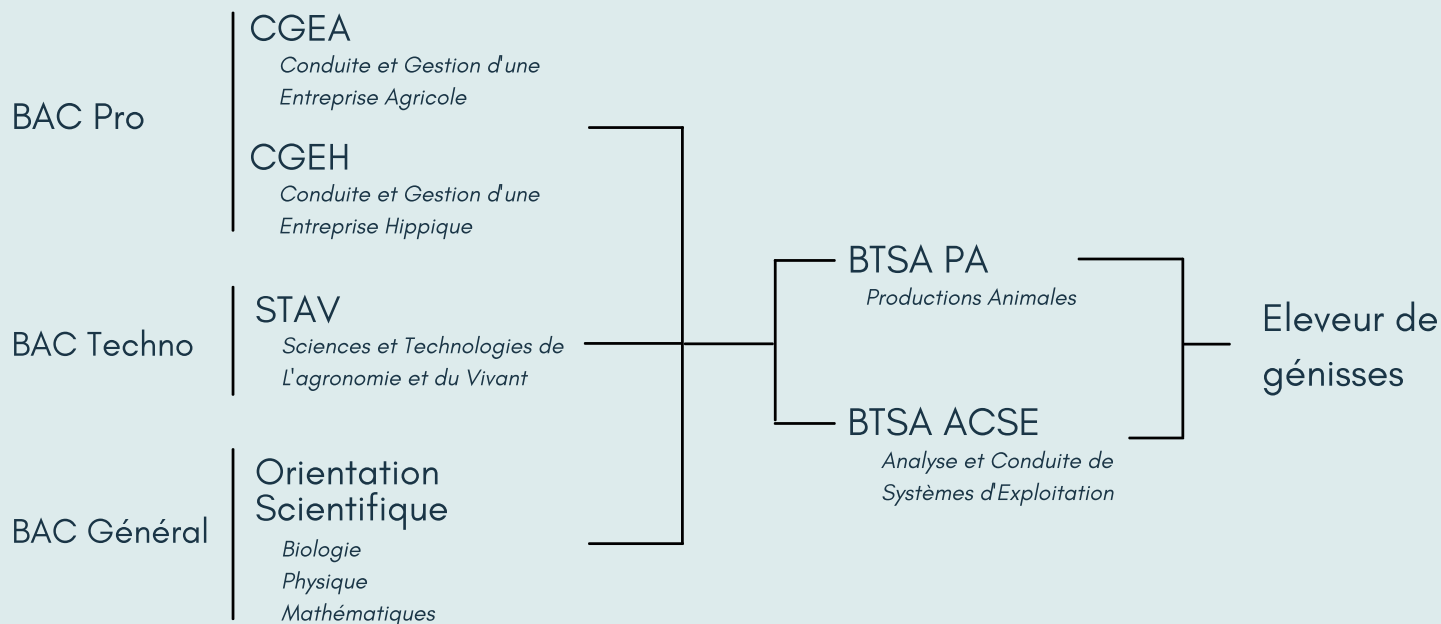 BAC Pro
CGEA
Conduite et Gestion d'une
Entreprise Agricole
CGEH
Conduite et Gestion d'une
Entreprise Hippique
BAC Techno
STAV
Sciences et Technologies de
L'agronomie et du Vivant
BAC Général
Orientation
Scientifique
Biologie
Physique
Mathématiques
BTSA PA
Productions Animales
BTSA ACSE
Analyse et Conduite de
Systèmes d'Exploitation
Eleveur de
génisses